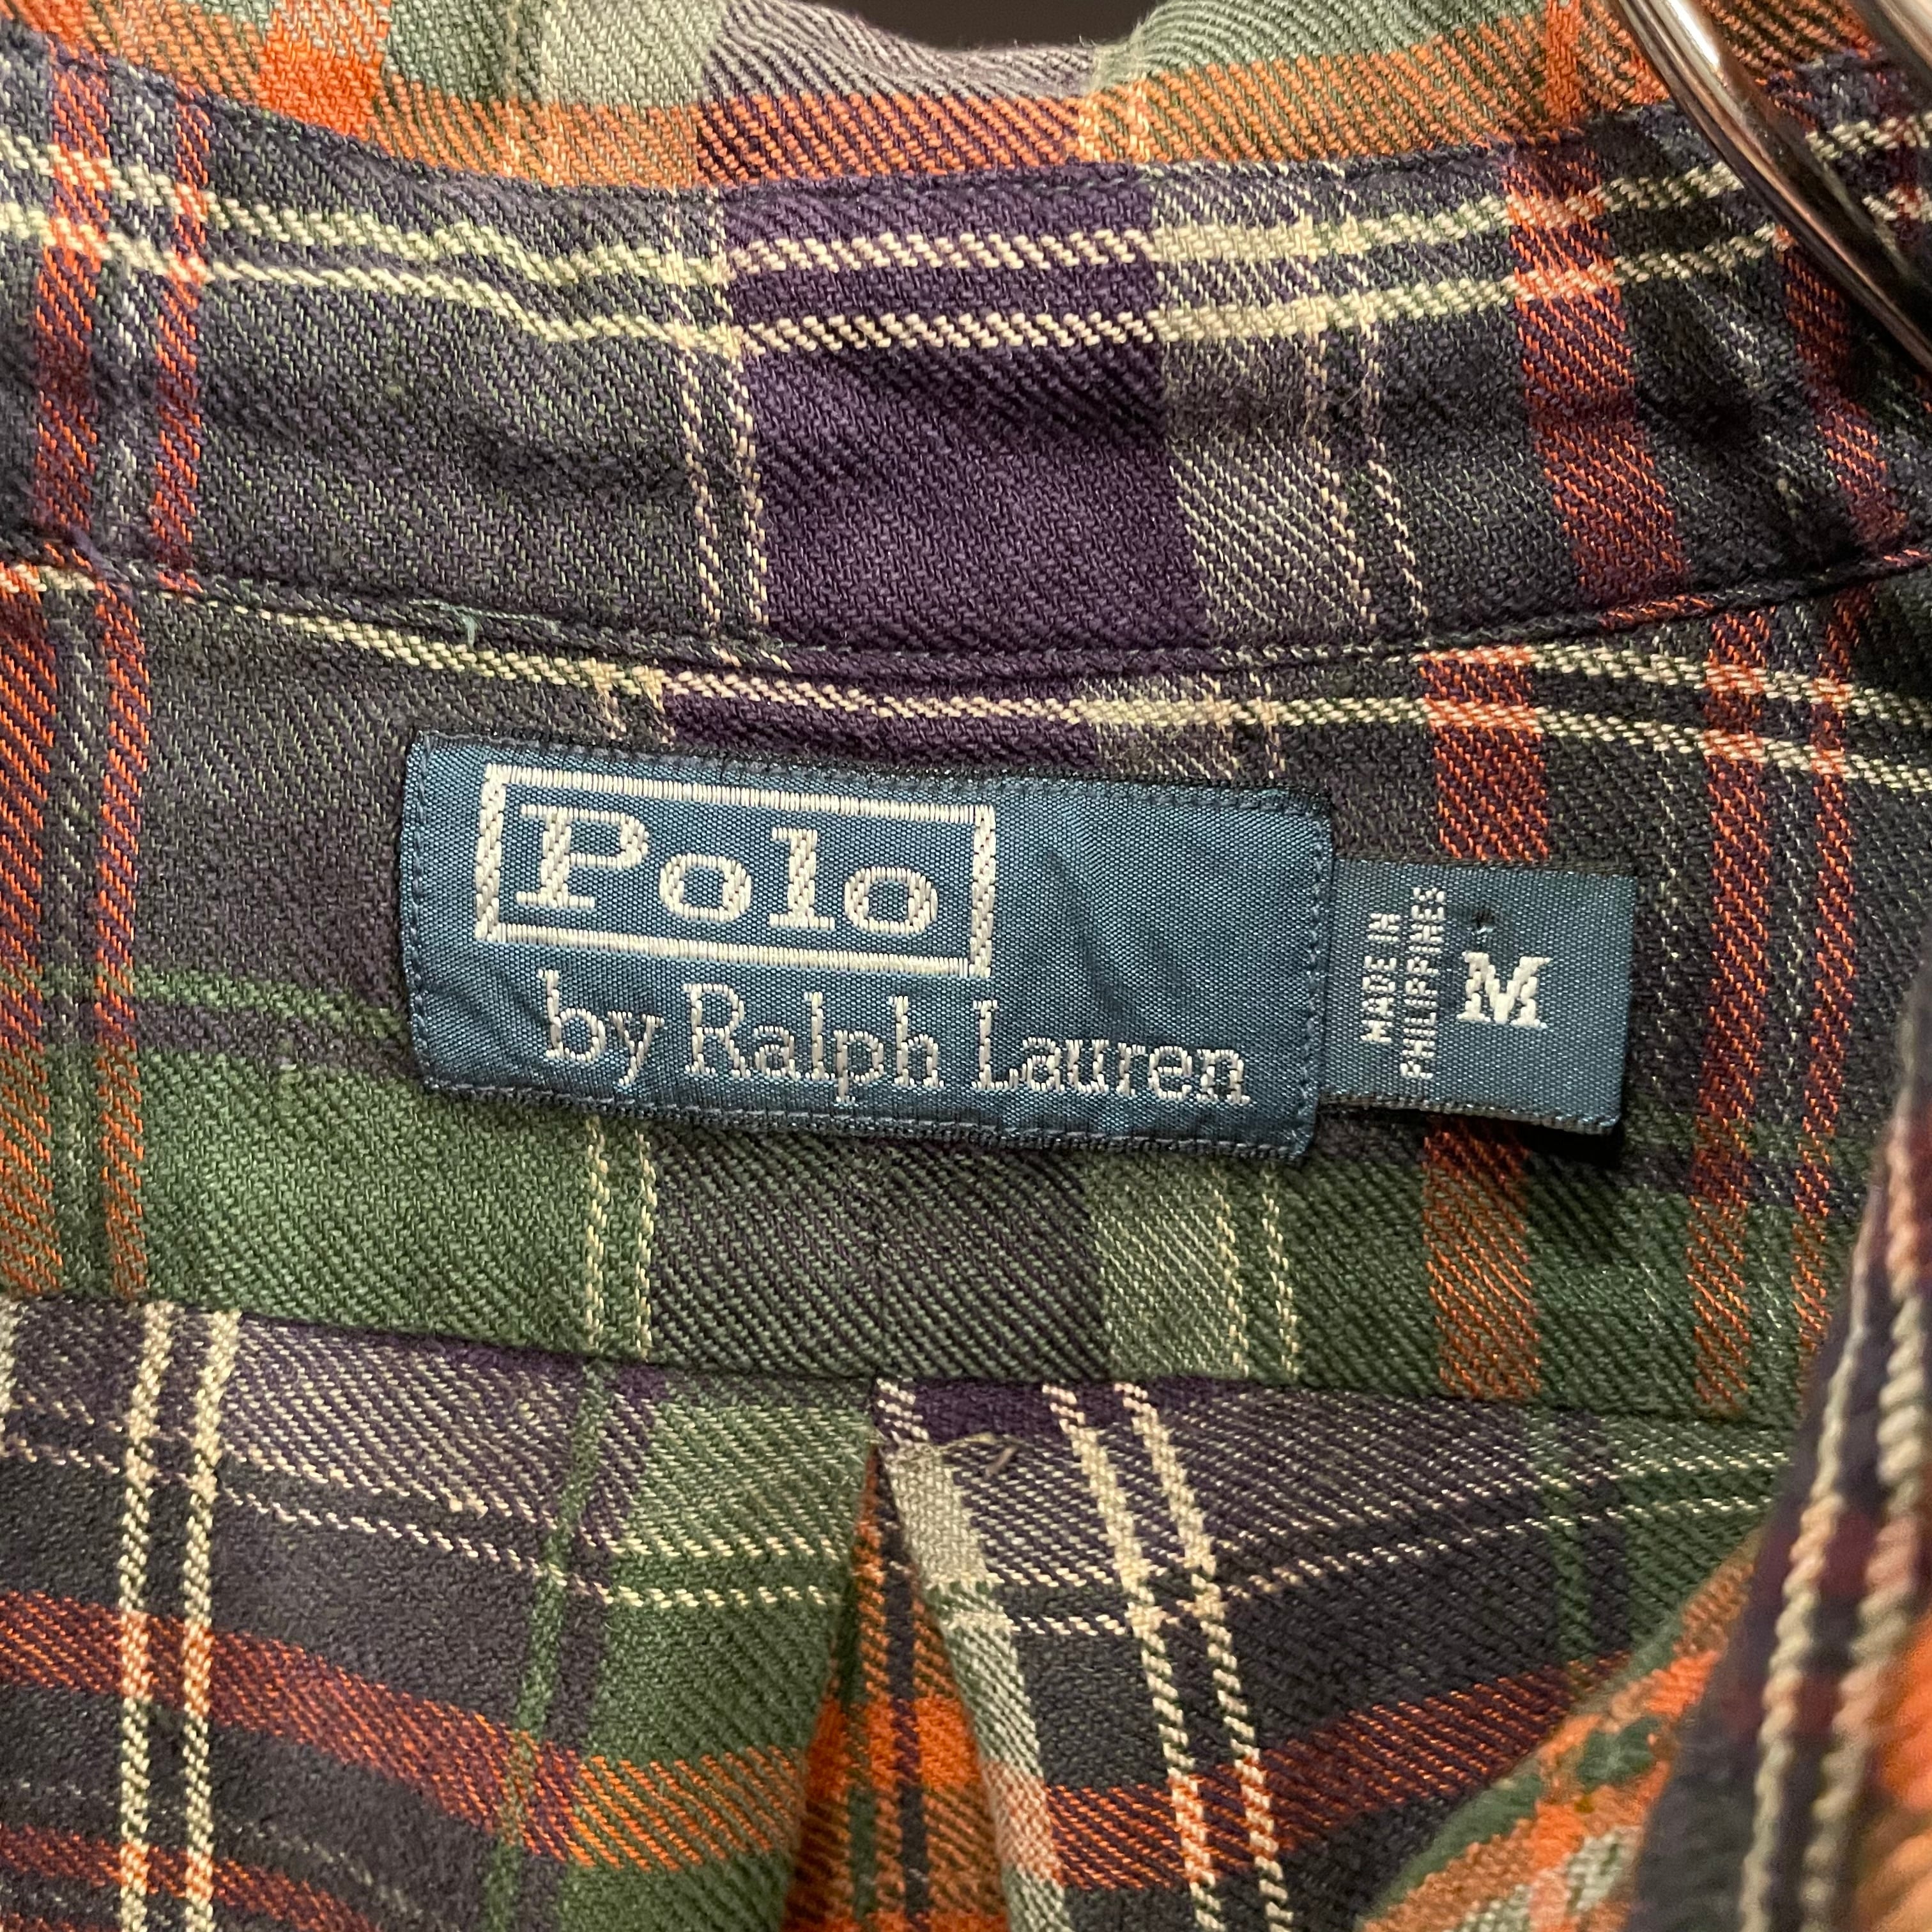 Polo
by Ralph Lauren
MADE IN
PHILIPPINES
M